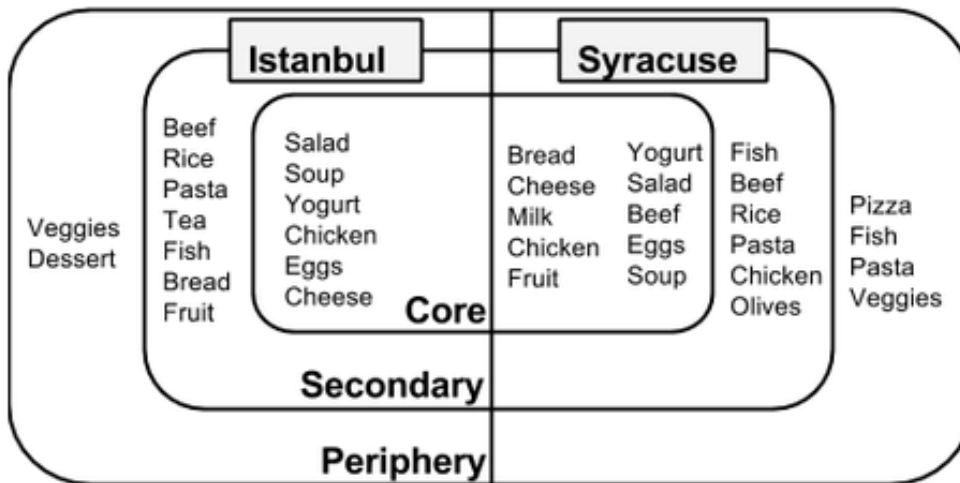 Istanbul
Syracuse
Veggies
Dessert
Beef
Rice
Pasta
Tea
Fish
Bread
Fruit
Salad
Soup
Yogurt
Chicken
Eggs
Cheese
Bread
Cheese
Milk
Chicken
Fruit
Yogurt
Salad
Beef
Eggs
Soup
Fish
Beef
Rice
Pasta
Chicken
Olives
Pizza
Fish
Pasta
Veggies
Core
Secondary
Periphery